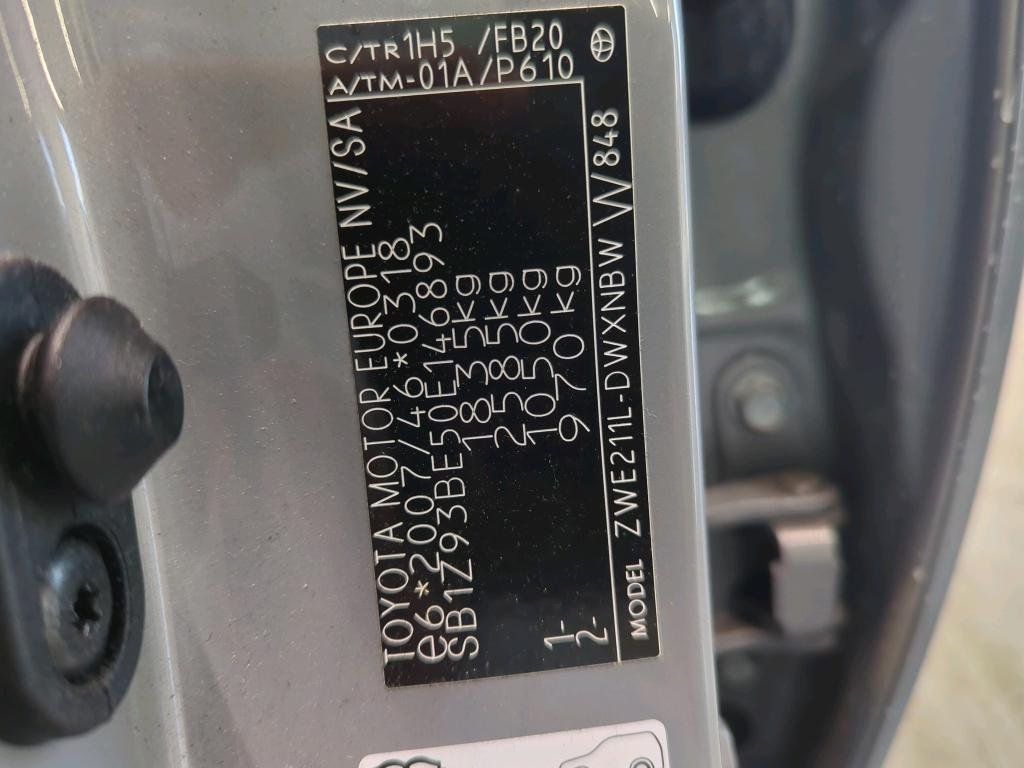 TOYOTA MOTOR EUROPE NV/SA
e6*2007/46*0318
SB1Z93BE50E146893
1835kg
2585kg
1- 1050kg
2- 970kg
MODEL ZWE211L-DWXNBW W848
C/TR 1H5 /FB20
A/TM-01A/P610